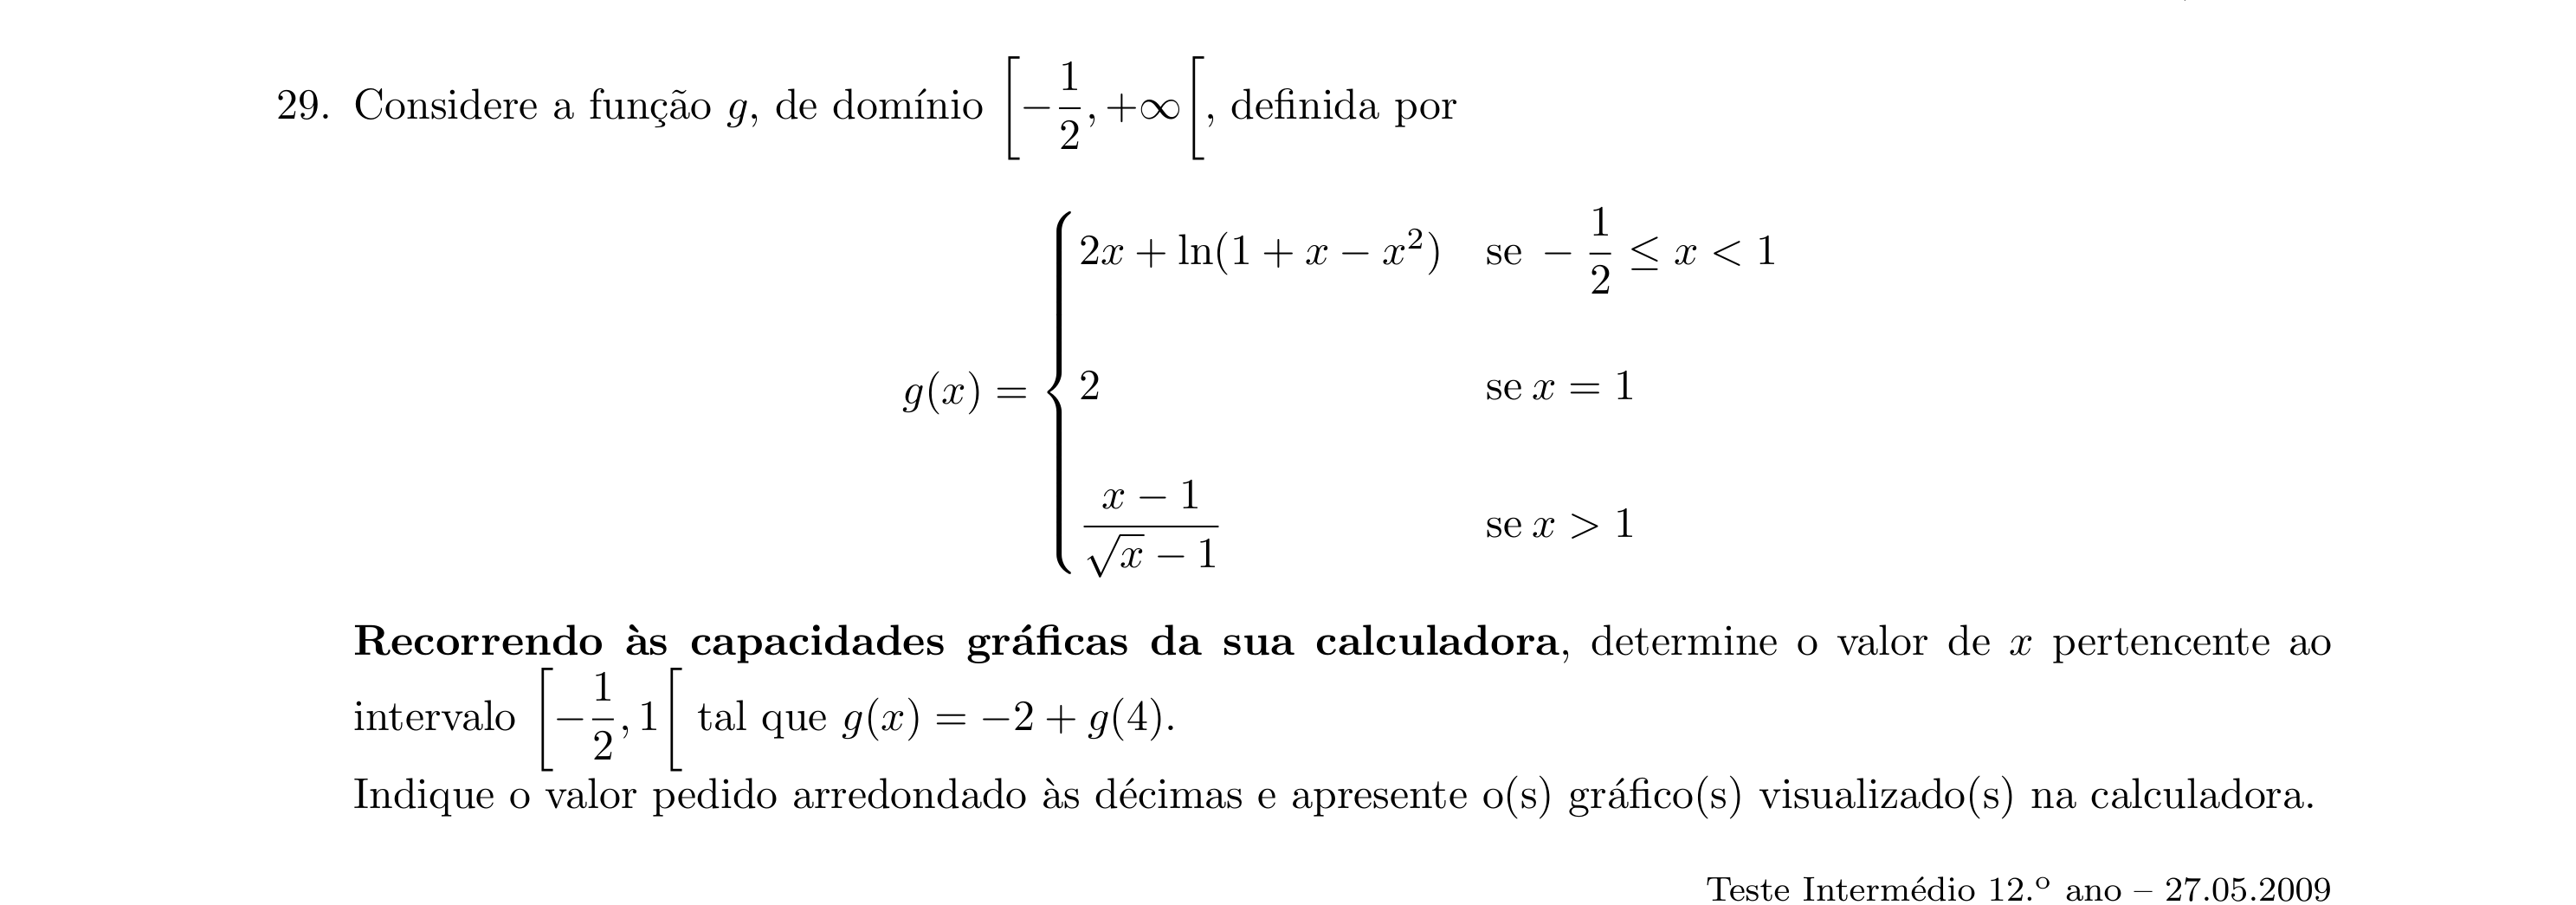 29. Considere a função g, de domínio [−1/2, +∞[, definida por
g(x) = { 2x + ln(1 + x − x²) se −1/2 ≤ x < 1
2 se x = 1
(x − 1)/(√x − 1) se x > 1
Recorrendo às capacidades gráficas da sua calculadora, determine o valor de x pertencente ao
intervalo [−1/2, 1[ tal que g(x) = −2 + g(4).
Indique o valor pedido arredondado às décimas e apresente o(s) gráfico(s) visualizado(s) na calculadora.
Teste Intermédio 12.º ano – 27.05.2009